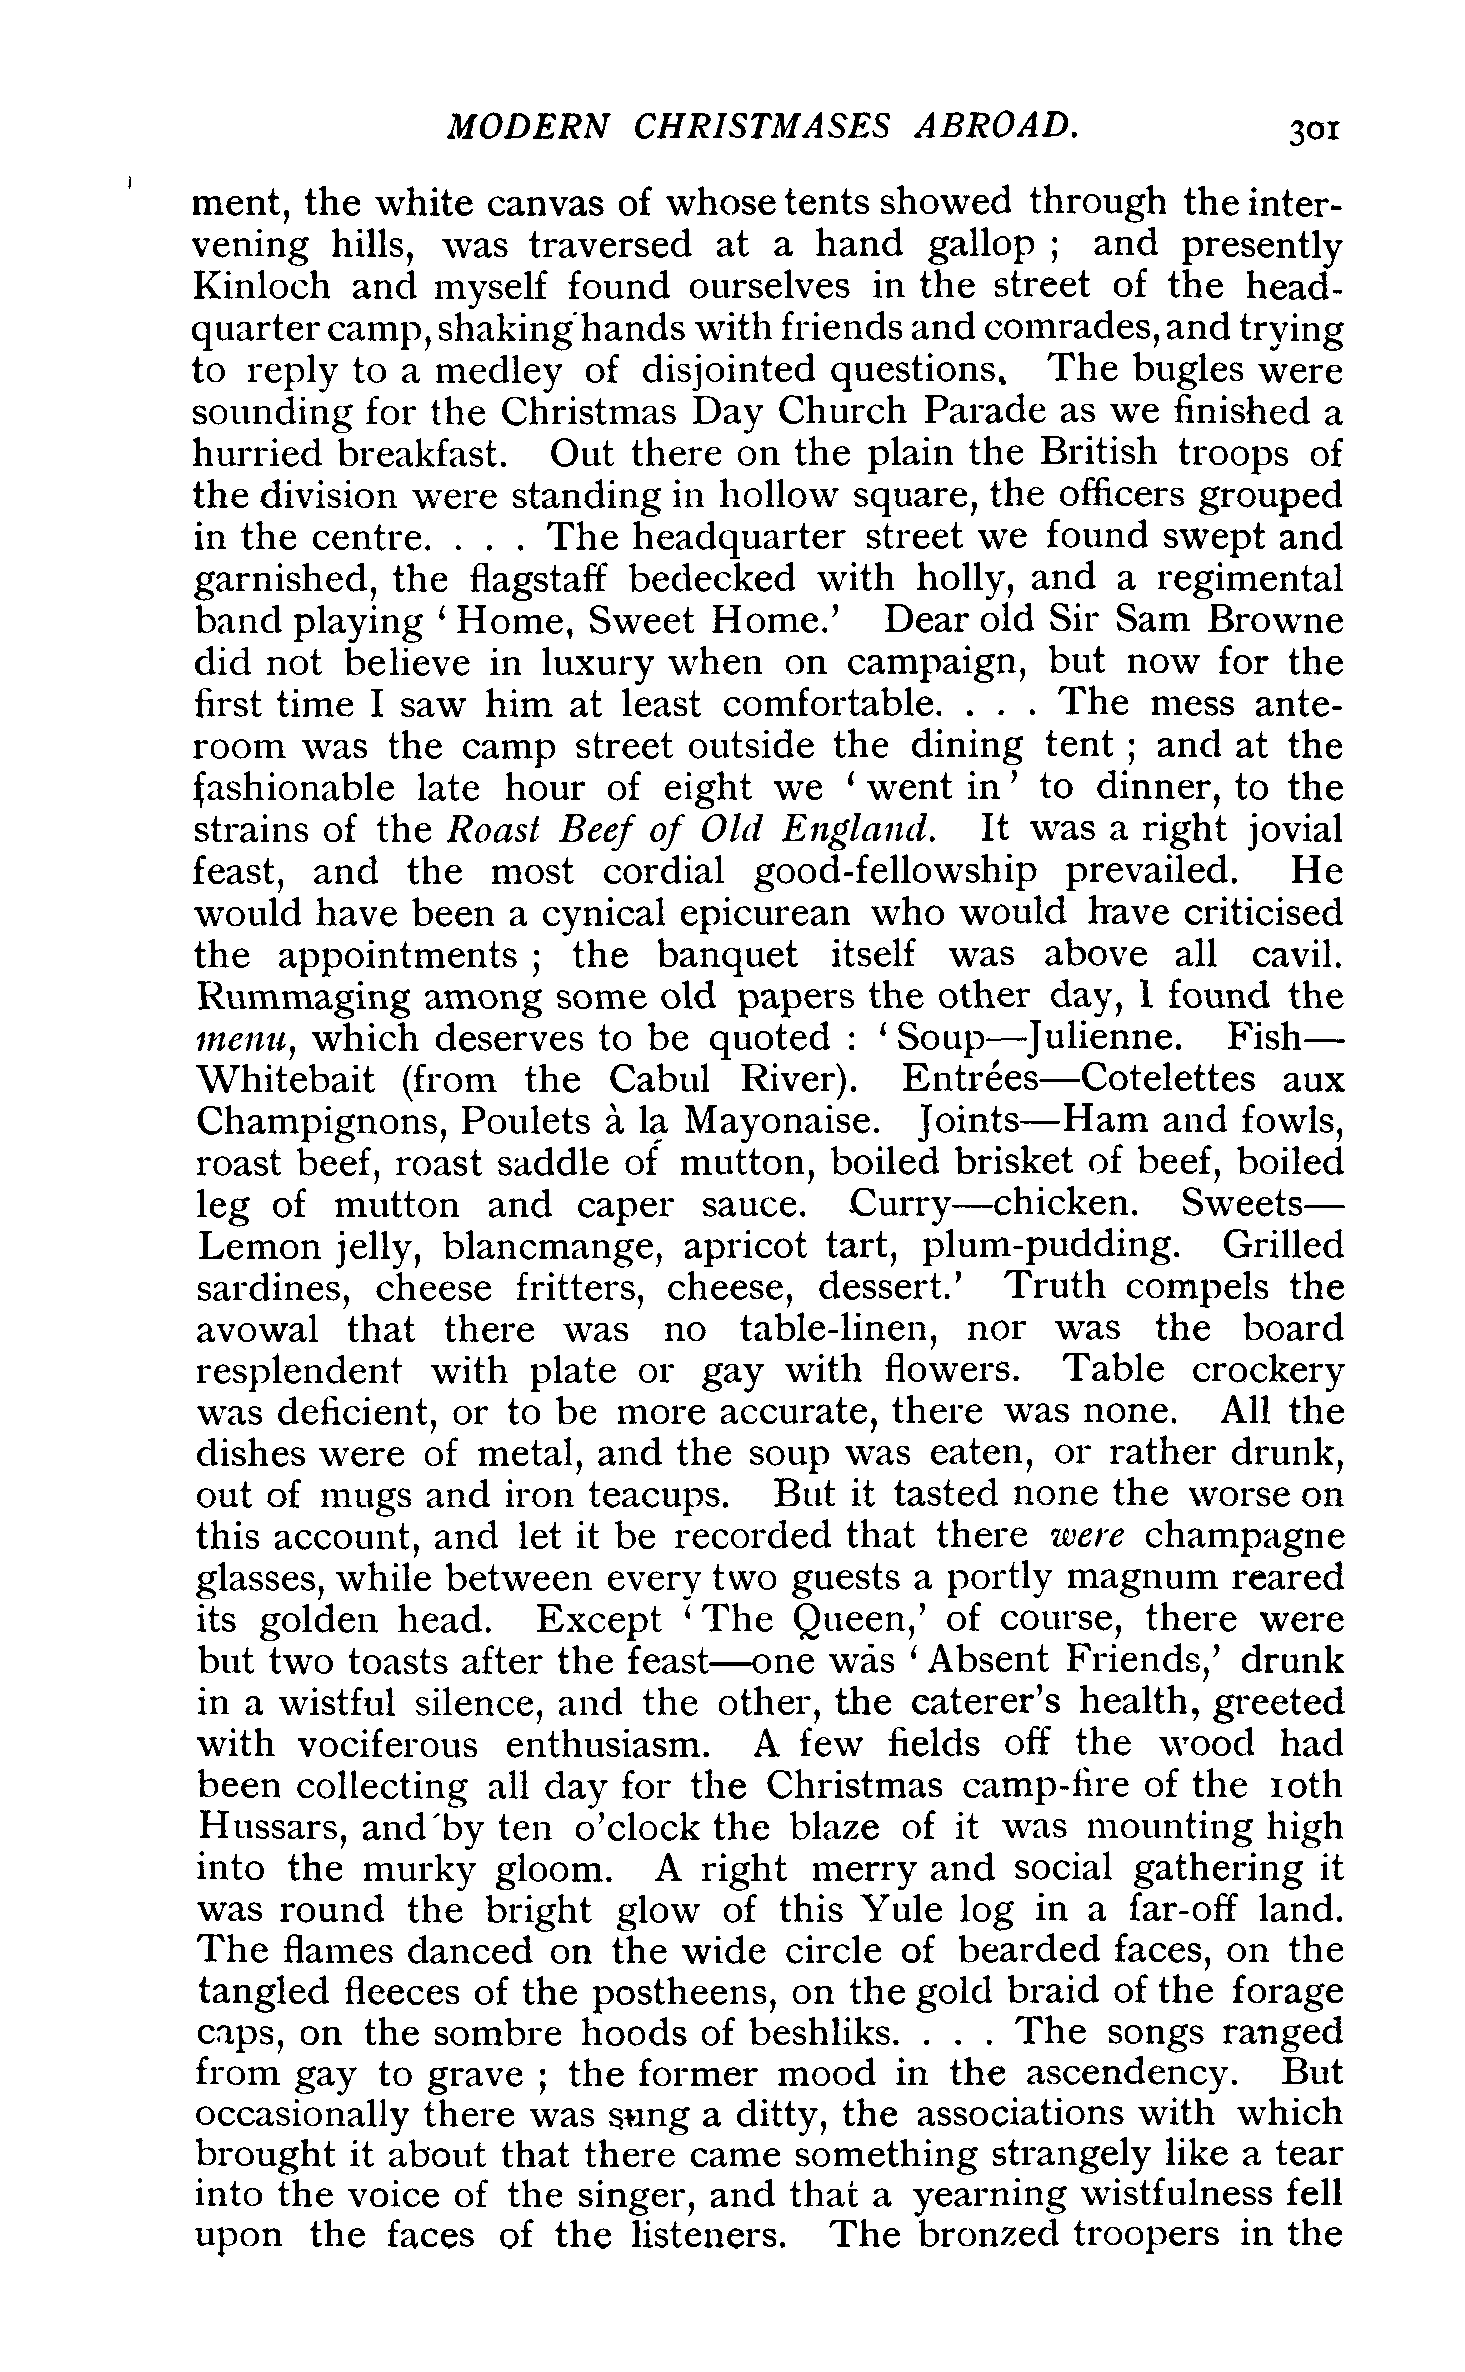 MODERN CHRISTMASES ABROAD. 301
ment, the white canvas of whose tents showed through the inter-
vening hills, was traversed at a hand gallop ; and presently
Kinloch and myself found ourselves in the street of the head-
quarter camp, shaking hands with friends and comrades, and trying
to reply to a medley of disjointed questions. The bugles were
sounding for the Christmas Day Church Parade as we finished a
hurried breakfast. Out there on the plain the British troops of
the division were standing in hollow square, the officers grouped
in the centre. . . . The headquarter street we found swept and
garnished, the flagstaff bedecked with holly, and a regimental
band playing ‘ Home, Sweet Home.’ Dear old Sir Sam Browne
did not believe in luxury when on campaign, but now for the
first time I saw him at least comfortable. . . . The mess ante-
room was the camp street outside the dining tent ; and at the
fashionable late hour of eight we ‘ went in ’ to dinner, to the
strains of the Roast Beef of Old England. It was a right jovial
feast, and the most cordial good-fellowship prevailed. He
would have been a cynical epicurean who would have criticised
the appointments ; the banquet itself was above all cavil.
Rummaging among some old papers the other day, I found the
menu, which deserves to be quoted : ‘ Soup—Julienne. Fish—
Whitebait (from the Cabul River). Entrées—Cotelettes aux
Champignons, Poulets à la Mayonaise. Joints—Ham and fowls,
roast beef, roast saddle of mutton, boiled brisket of beef, boiled
leg of mutton and caper sauce. Curry—chicken. Sweets—
Lemon jelly, blancmange, apricot tart, plum-pudding. Grilled
sardines, cheese fritters, cheese, dessert.’ Truth compels the
avowal that there was no table-linen, nor was the board
resplendent with plate or gay with flowers. Table crockery
was deficient, or to be more accurate, there was none. All the
dishes were of metal, and the soup was eaten, or rather drunk,
out of mugs and iron teacups. But it tasted none the worse on
this account, and let it be recorded that there were champagne
glasses, while between every two guests a portly magnum reared
its golden head. Except ‘ The Queen,’ of course, there were
but two toasts after the feast—one was ‘ Absent Friends,’ drunk
in a wistful silence, and the other, the caterer’s health, greeted
with vociferous enthusiasm. A few fields off the wood had
been collecting all day for the Christmas camp-fire of the 10th
Hussars, and by ten o’clock the blaze of it was mounting high
into the murky gloom. A right merry and social gathering it
was round the bright glow of this Yule log in a far-off land.
The flames danced on the wide circle of bearded faces, on the
tangled fleeces of the postheens, on the gold braid of the forage
caps, on the sombre hoods of beshliks. . . . The songs ranged
from gay to grave ; the former mood in the ascendency. But
occasionally there was sung a ditty, the associations with which
brought it about that there came something strangely like a tear
into the voice of the singer, and that a yearning wistfulness fell
upon the faces of the listeners. The bronzed troopers in the